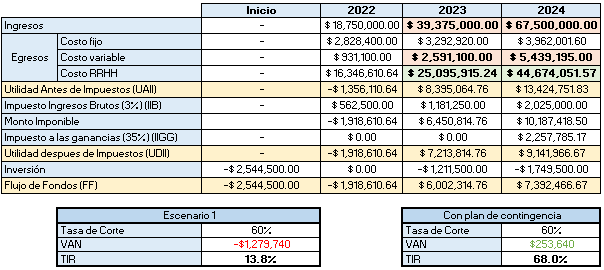 Inicio 2022 2023 2024
Ingresos - $ 18,750,000.00 $ 39,375,000.00 $ 67,500,000.00
Egresos
Costo fijo - $ 2,828,400.00 $ 3,292,920.00 $ 3,962,001.60
Costo variable - $ 931,100.00 $ 2,591,100.00 $ 5,439,195.00
Costo RRHH - $ 16,346,610.64 $ 25,095,915.24 $ 44,674,051.57
Utilidad Antes de Impuestos (UAII) - -$ 1,356,110.64 $ 8,395,064.76 $ 13,424,751.83
Impuesto Ingresos Brutos (3%) (IIB) - $ 562,500.00 $ 1,181,250.00 $ 2,025,000.00
Monto Imponible - -$ 1,918,610.64 $ 6,450,814.76 $ 10,187,418.50
Impuesto a las ganancias (35%) (IIGG) - $ 0.00 $ 0.00 $ 2,257,785.17
Utilidad despues de Impuestos (UDII) - -$ 1,918,610.64 $ 7,213,814.76 $ 9,141,966.67
Inversión -$ 2,544,500.00 $ 0.00 -$ 1,211,500.00 -$ 1,749,500.00
Flujo de Fondos (FF) -$ 2,544,500.00 -$ 1,918,610.64 $ 6,002,314.76 $ 7,392,466.67
Escenario 1
Tasa de Corte 60%
VAN -$1,279,740
TIR 13.8%
Con plan de contingencia
Tasa de Corte 60%
VAN $253,640
TIR 68.0%